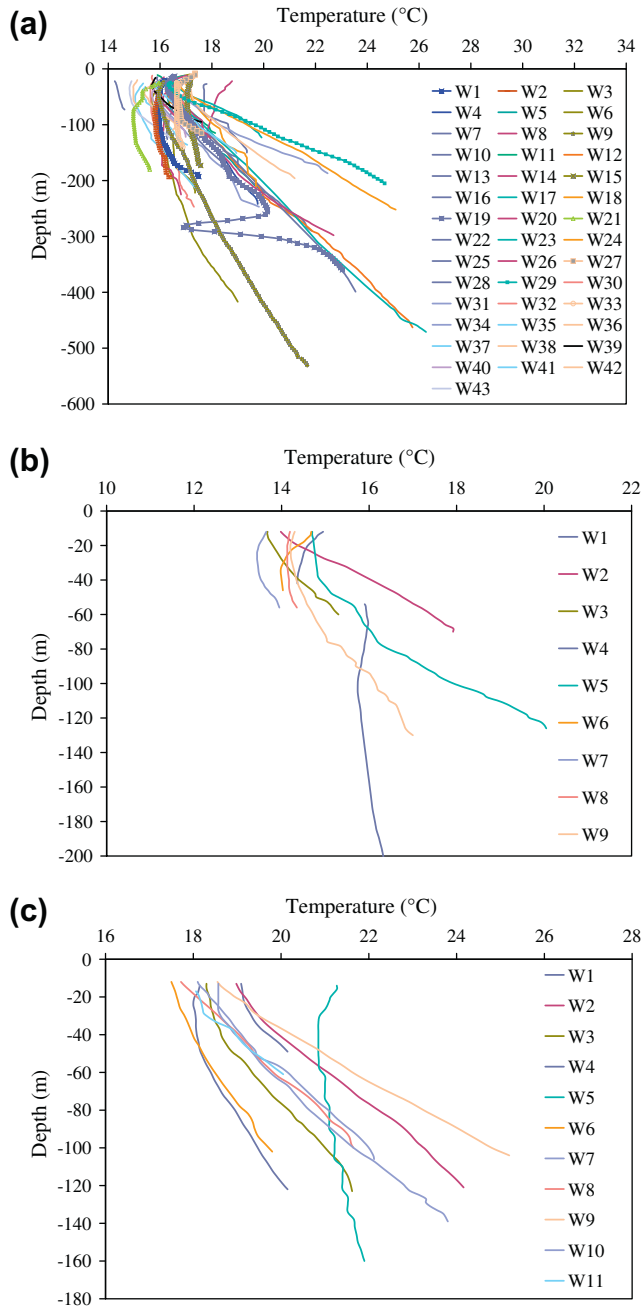 (a)
Temperature (°C)
14 16 18 20 22 24 26 28 30 32 34
0
-100
-200
-300
-400
-500
-600
Depth (m)
W1 W2 W3
W4 W5 W6
W7 W8 W9
W10 W11 W12
W13 W14 W15
W16 W17 W18
W19 W20 W21
W22 W23 W24
W25 W26 W27
W28 W29 W30
W31 W32 W33
W34 W35 W36
W37 W38 W39
W40 W41 W42
W43
(b)
Temperature (°C)
10 12 14 16 18 20 22
0
-20
-40
-60
-80
-100
-120
-140
-160
-180
-200
Depth (m)
W1
W2
W3
W4
W5
W6
W7
W8
W9
(c)
Temperature (°C)
16 18 20 22 24 26 28
0
-20
-40
-60
-80
-100
-120
-140
-160
-180
Depth (m)
W1
W2
W3
W4
W5
W6
W7
W8
W9
W10
W11